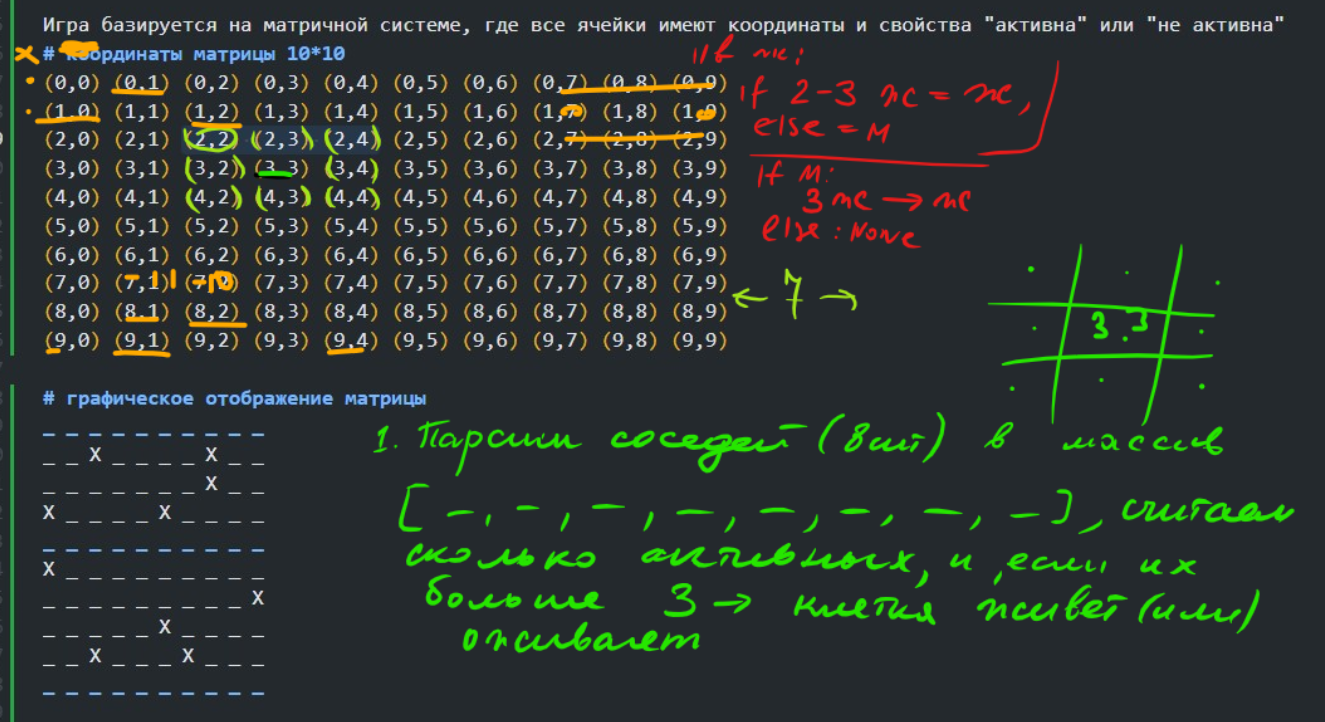 Игра базируется на матричной системе, где все ячейки имеют координаты и свойства "активна" или "не активна"
# координаты матрицы 10*10
(0,0) (0,1) (0,2) (0,3) (0,4) (0,5) (0,6) (0,7) (0,8) (0,9)
(1,0) (1,1) (1,2) (1,3) (1,4) (1,5) (1,6) (1,7) (1,8) (1,9)
(2,0) (2,1) (2,2) (2,3) (2,4) (2,5) (2,6) (2,7) (2,8) (2,9)
(3,0) (3,1) (3,2) (3,3) (3,4) (3,5) (3,6) (3,7) (3,8) (3,9)
(4,0) (4,1) (4,2) (4,3) (4,4) (4,5) (4,6) (4,7) (4,8) (4,9)
(5,0) (5,1) (5,2) (5,3) (5,4) (5,5) (5,6) (5,7) (5,8) (5,9)
(6,0) (6,1) (6,2) (6,3) (6,4) (6,5) (6,6) (6,7) (6,8) (6,9)
(7,0) (7,1) (7,2) (7,3) (7,4) (7,5) (7,6) (7,7) (7,8) (7,9)
(8,0) (8,1) (8,2) (8,3) (8,4) (8,5) (8,6) (8,7) (8,8) (8,9)
(9,0) (9,1) (9,2) (9,3) (9,4) (9,5) (9,6) (9,7) (9,8) (9,9)
// в ж:
if 2-3 ж = ж,
else = М
If М:
3 ж → ж
else: None
← 7 →
3.3
# графическое отображение матрицы
_ _ _ _ _ _ _ _ _ _
_ _ X _ _ _ _ X _ _
_ _ _ _ _ _ _ X _ _
X _ _ _ _ X _ _ _ _
_ _ _ _ _ _ _ _ _ _
X _ _ _ _ _ _ _ _ _
_ _ _ _ _ _ _ _ _ X
_ _ _ _ _ X _ _ _ _
_ _ X _ _ _ X _ _ _
_ _ _ _ _ _ _ _ _ _
1. Парсим соседей (8шт) в массив
[ –, –, –, –, –, –, –, – ], считаем
сколько активных, и если их
больше 3 → клетка живет (или)
оживает